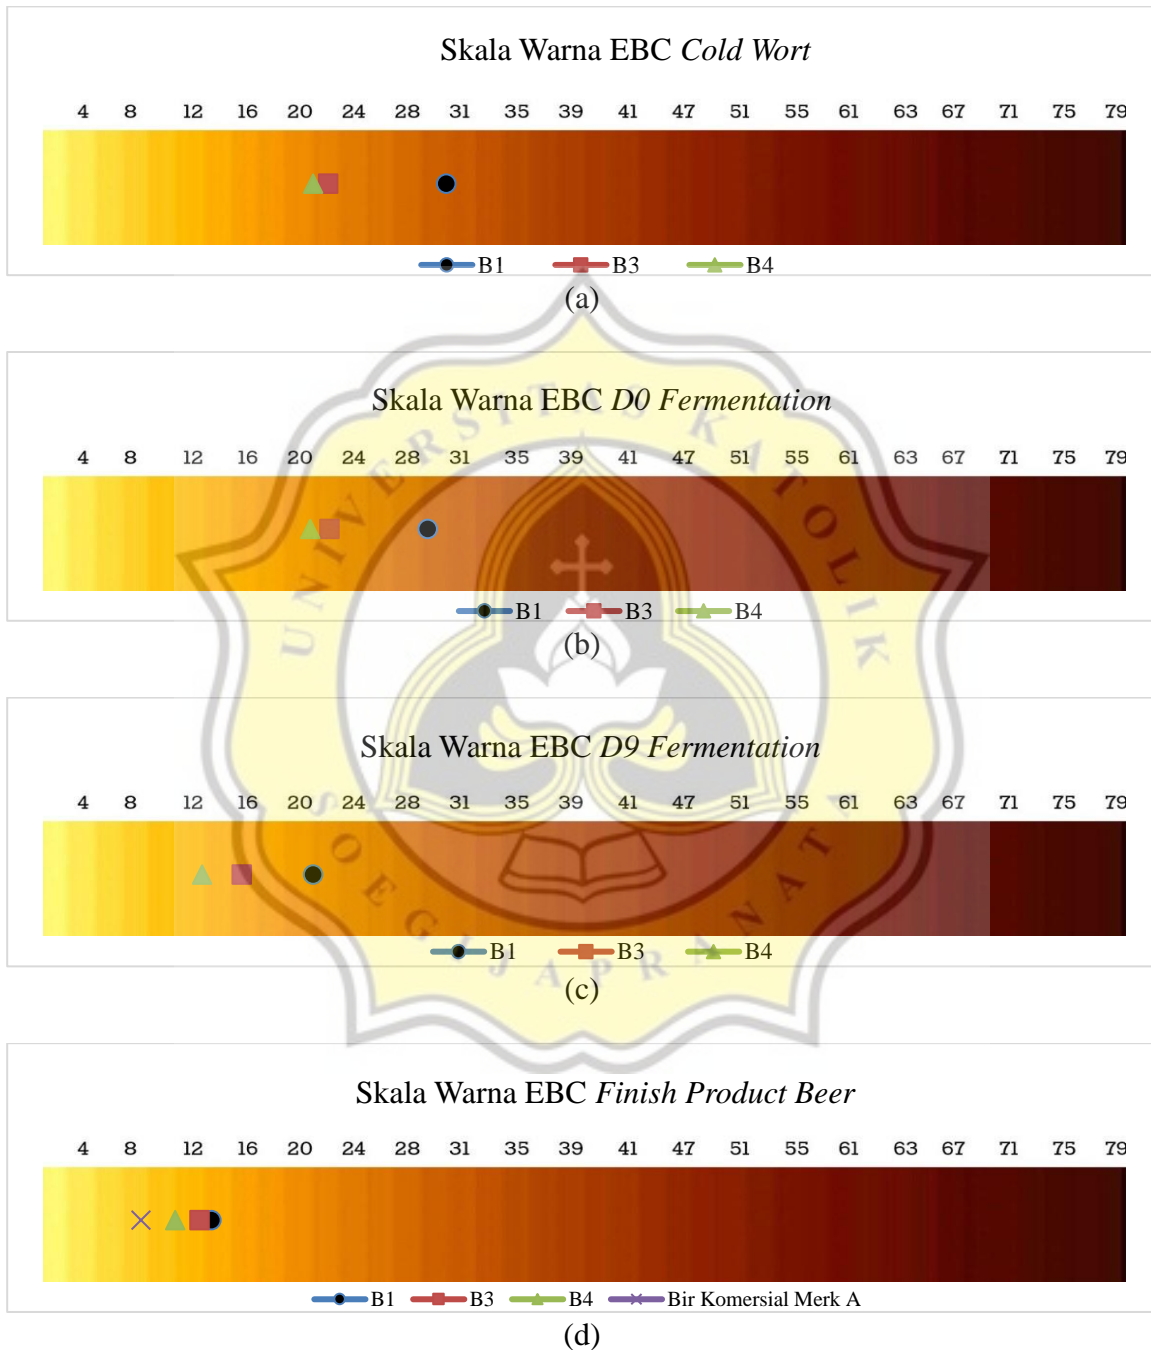 Skala Warna EBC Cold Wort
4 8 12 16 20 24 28 31 35 39 41 47 51 55 61 63 67 71 75 79
B1 B3 B4
(a)
Skala Warna EBC D0 Fermentation
4 8 12 16 20 24 28 31 35 39 41 47 51 55 61 63 67 71 75 79
B1 B3 B4
(b)
Skala Warna EBC D9 Fermentation
4 8 12 16 20 24 28 31 35 39 41 47 51 55 61 63 67 71 75 79
B1 B3 B4
(c)
Skala Warna EBC Finish Product Beer
4 8 12 16 20 24 28 31 35 39 41 47 51 55 61 63 67 71 75 79
B1 B3 B4 Bir Komersial Merk A
(d)
UNIVERSITAS KATOLIK
SOEGIJAPRANATA